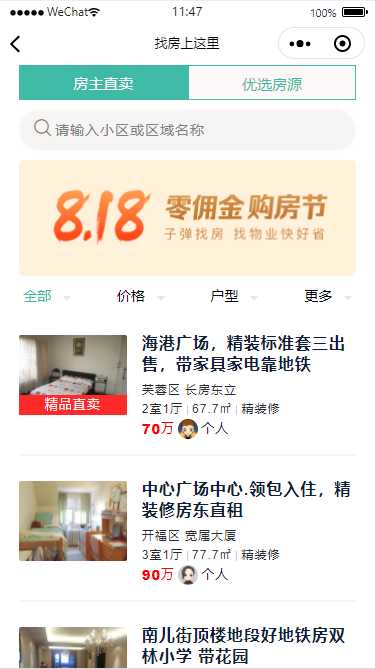 WeChat 11:47 100%
找房上这里
房主直卖 优选房源
请输入小区或区域名称
8.18 零佣金 购房节
子弹找房 找物业快好省
全部 价格 户型 更多
海港广场，精装标准套三出
售，带家具家电靠地铁
芙蓉区 长房东立
2室1厅 | 67.7㎡ | 精装修
精品直卖
70万 个人
中心广场中心.领包入住，精
装修房东直租
开福区 宽居大厦
3室1厅 | 77.7㎡ | 精装修
90万 个人
南儿街顶楼地段好地铁房双
林小学 带花园